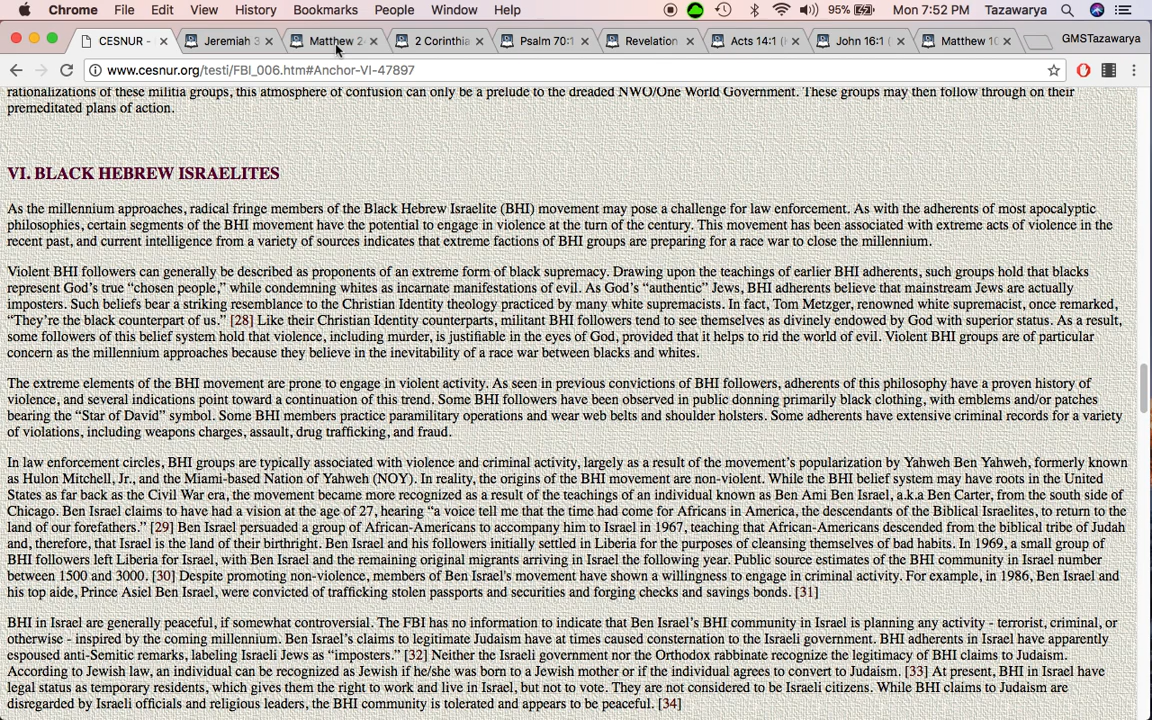 Chrome File Edit View History Bookmarks People Window Help 95% Mon 7:52 PM Tazawarya
CESNUR - Jeremiah 3 Matthew 2 2 Corinthia Psalm 70:1 Revelation Acts 14:1 ( John 16:1 ( Matthew 10 GMSTazawarya
www.cesnur.org/testi/FBI_006.htm#Anchor-VI-47897
rationalizations of these militia groups, this atmosphere of confusion can only be a prelude to the dreaded NWO/One World Government. These groups may then follow through on their
premeditated plans of action.
VI. BLACK HEBREW ISRAELITES
As the millennium approaches, radical fringe members of the Black Hebrew Israelite (BHI) movement may pose a challenge for law enforcement. As with the adherents of most apocalyptic
philosophies, certain segments of the BHI movement have the potential to engage in violence at the turn of the century. This movement has been associated with extreme acts of violence in the
recent past, and current intelligence from a variety of sources indicates that extreme factions of BHI groups are preparing for a race war to close the millennium.
Violent BHI followers can generally be described as proponents of an extreme form of black supremacy. Drawing upon the teachings of earlier BHI adherents, such groups hold that blacks
represent God's true “chosen people,” while condemning whites as incarnate manifestations of evil. As God's “authentic” Jews, BHI adherents believe that mainstream Jews are actually
imposters. Such beliefs bear a striking resemblance to the Christian Identity theology practiced by many white supremacists. In fact, Tom Metzger, renowned white supremacist, once remarked,
“They're the black counterpart of us.” [28] Like their Christian Identity counterparts, militant BHI followers tend to see themselves as divinely endowed by God with superior status. As a result,
some followers of this belief system hold that violence, including murder, is justifiable in the eyes of God, provided that it helps to rid the world of evil. Violent BHI groups are of particular
concern as the millennium approaches because they believe in the inevitability of a race war between blacks and whites.
The extreme elements of the BHI movement are prone to engage in violent activity. As seen in previous convictions of BHI followers, adherents of this philosophy have a proven history of
violence, and several indications point toward a continuation of this trend. Some BHI followers have been observed in public donning primarily black clothing, with emblems and/or patches
bearing the “Star of David” symbol. Some BHI members practice paramilitary operations and wear web belts and shoulder holsters. Some adherents have extensive criminal records for a variety
of violations, including weapons charges, assault, drug trafficking, and fraud.
In law enforcement circles, BHI groups are typically associated with violence and criminal activity, largely as a result of the movement's popularization by Yahweh Ben Yahweh, formerly known
as Hulon Mitchell, Jr., and the Miami-based Nation of Yahweh (NOY). In reality, the origins of the BHI movement are non-violent. While the BHI belief system may have roots in the United
States as far back as the Civil War era, the movement became more recognized as a result of the teachings of an individual known as Ben Ami Ben Israel, a.k.a Ben Carter, from the south side of
Chicago. Ben Israel claims to have had a vision at the age of 27, hearing “a voice tell me that the time had come for Africans in America, the descendants of the Biblical Israelites, to return to the
land of our forefathers.” [29] Ben Israel persuaded a group of African-Americans to accompany him to Israel in 1967, teaching that African-Americans descended from the biblical tribe of Judah
and, therefore, that Israel is the land of their birthright. Ben Israel and his followers initially settled in Liberia for the purposes of cleansing themselves of bad habits. In 1969, a small group of
BHI followers left Liberia for Israel, with Ben Israel and the remaining original migrants arriving in Israel the following year. Public source estimates of the BHI community in Israel number
between 1500 and 3000. [30] Despite promoting non-violence, members of Ben Israel's movement have shown a willingness to engage in criminal activity. For example, in 1986, Ben Israel and
his top aide, Prince Asiel Ben Israel, were convicted of trafficking stolen passports and securities and forging checks and savings bonds. [31]
BHI in Israel are generally peaceful, if somewhat controversial. The FBI has no information to indicate that Ben Israel's BHI community in Israel is planning any activity - terrorist, criminal, or
otherwise - inspired by the coming millennium. Ben Israel's claims to legitimate Judaism have at times caused consternation to the Israeli government. BHI adherents in Israel have apparently
espoused anti-Semitic remarks, labeling Israeli Jews as “imposters.” [32] Neither the Israeli government nor the Orthodox rabbinate recognize the legitimacy of BHI claims to Judaism.
According to Jewish law, an individual can be recognized as Jewish if he/she was born to a Jewish mother or if the individual agrees to convert to Judaism. [33] At present, BHI in Israel have
legal status as temporary residents, which gives them the right to work and live in Israel, but not to vote. They are not considered to be Israeli citizens. While BHI claims to Judaism are
disregarded by Israeli officials and religious leaders, the BHI community is tolerated and appears to be peaceful. [34]